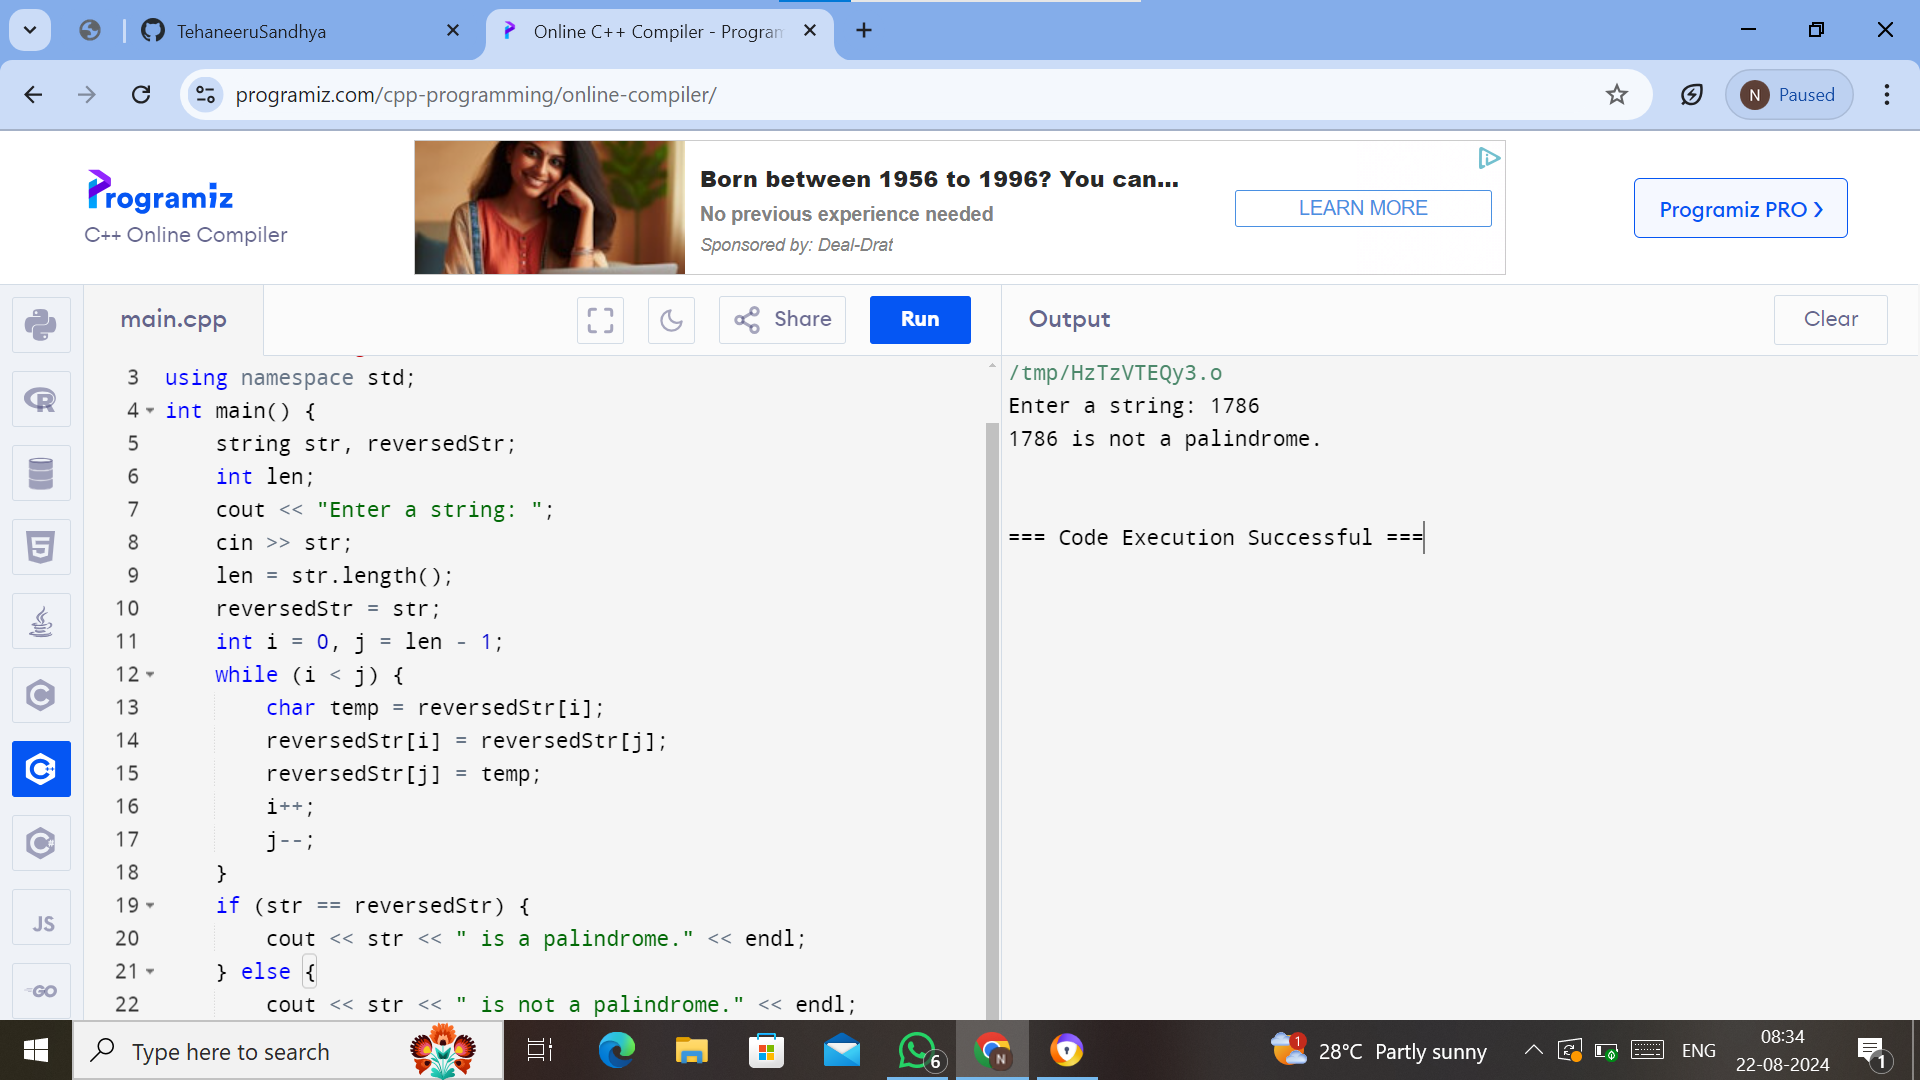 TehaneeruSandhya
Online C++ Compiler - Program
programiz.com/cpp-programming/online-compiler/
N Paused
Programiz
C++ Online Compiler
Born between 1956 to 1996? You can...
No previous experience needed
Sponsored by: Deal-Drat
LEARN MORE
Programiz PRO
main.cpp
Share
Run
Output
Clear
3 using namespace std;
4 int main() {
5 string str, reversedStr;
6 int len;
7 cout << "Enter a string: ";
8 cin >> str;
9 len = str.length();
10 reversedStr = str;
11 int i = 0, j = len - 1;
12 while (i < j) {
13 char temp = reversedStr[i];
14 reversedStr[i] = reversedStr[j];
15 reversedStr[j] = temp;
16 i++;
17 j--;
18 }
19 if (str == reversedStr) {
20 cout << str << " is a palindrome." << endl;
21 } else {
22 cout << str << " is not a palindrome." << endl;
/tmp/HzTzVTEQy3.o
Enter a string: 1786
1786 is not a palindrome.
=== Code Execution Successful ===
R
5
C
C++
C#
JS
GO
Type here to search
6
N
1
28°C Partly sunny
ENG
08:34
22-08-2024
1